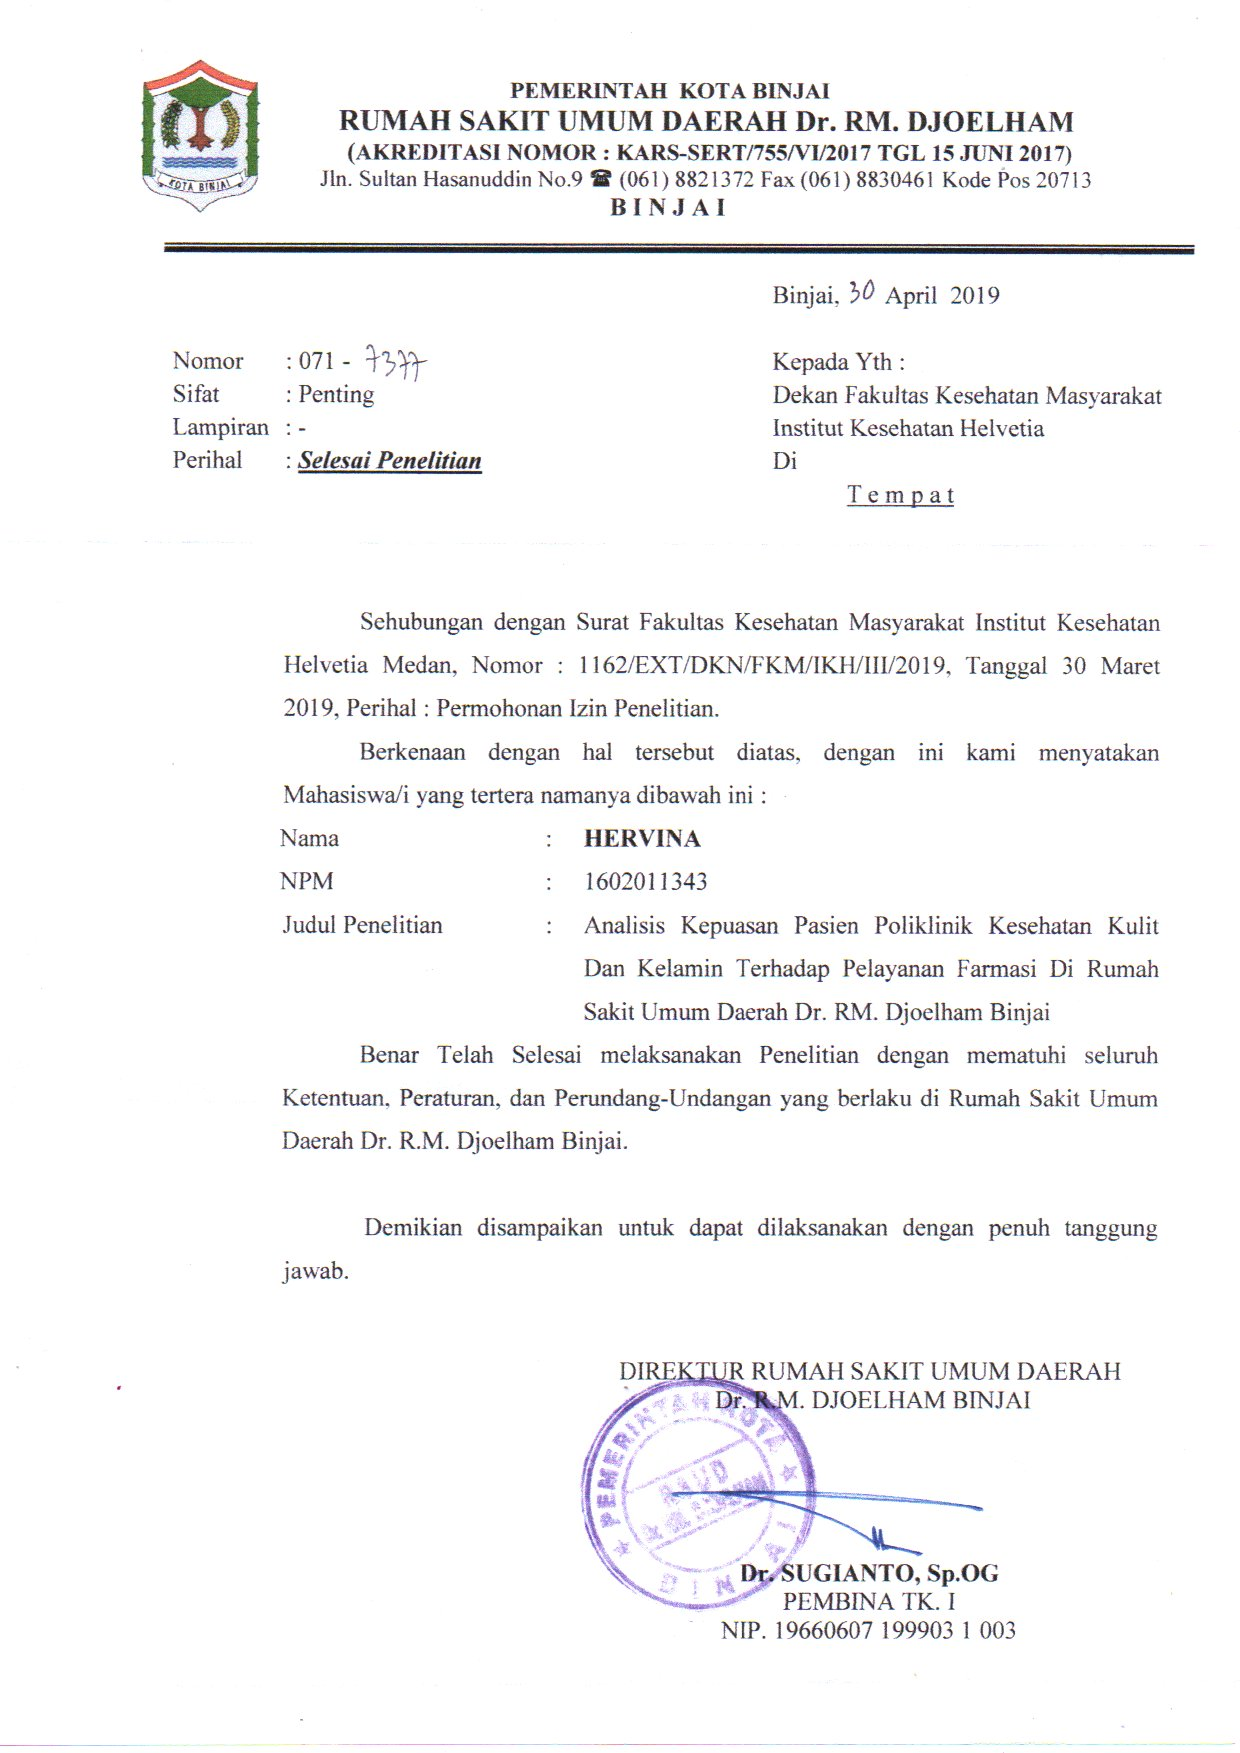 KOTA BINJAI
PEMERINTAH KOTA BINJAI
RUMAH SAKIT UMUM DAERAH Dr. RM. DJOELHAM
(AKREDITASI NOMOR : KARS-SERT/755/VI/2017 TGL 15 JUNI 2017)
Jln. Sultan Hasanuddin No.9 ☎ (061) 8821372 Fax (061) 8830461 Kode Pos 20713
B I N J A I
Binjai, 30 April 2019
Nomor : 071 - 7377
Sifat : Penting
Lampiran : -
Perihal : Selesai Penelitian
Kepada Yth :
Dekan Fakultas Kesehatan Masyarakat
Institut Kesehatan Helvetia
Di
T e m p a t
Sehubungan dengan Surat Fakultas Kesehatan Masyarakat Institut Kesehatan
Helvetia Medan, Nomor : 1162/EXT/DKN/FKM/IKH/III/2019, Tanggal 30 Maret
2019, Perihal : Permohonan Izin Penelitian.
Berkenaan dengan hal tersebut diatas, dengan ini kami menyatakan
Mahasiswa/i yang tertera namanya dibawah ini :
Nama : HERVINA
NPM : 1602011343
Judul Penelitian : Analisis Kepuasan Pasien Poliklinik Kesehatan Kulit
Dan Kelamin Terhadap Pelayanan Farmasi Di Rumah
Sakit Umum Daerah Dr. RM. Djoelham Binjai
Benar Telah Selesai melaksanakan Penelitian dengan mematuhi seluruh
Ketentuan, Peraturan, dan Perundang-Undangan yang berlaku di Rumah Sakit Umum
Daerah Dr. R.M. Djoelham Binjai.
Demikian disampaikan untuk dapat dilaksanakan dengan penuh tanggung
jawab.
DIREKTUR RUMAH SAKIT UMUM DAERAH
Dr. R.M. DJOELHAM BINJAI
PEMERINTAH KOTA
BINJAI
RSUD
Dr. SUGIANTO, Sp.OG
PEMBINA TK. I
NIP. 19660607 199903 1 003